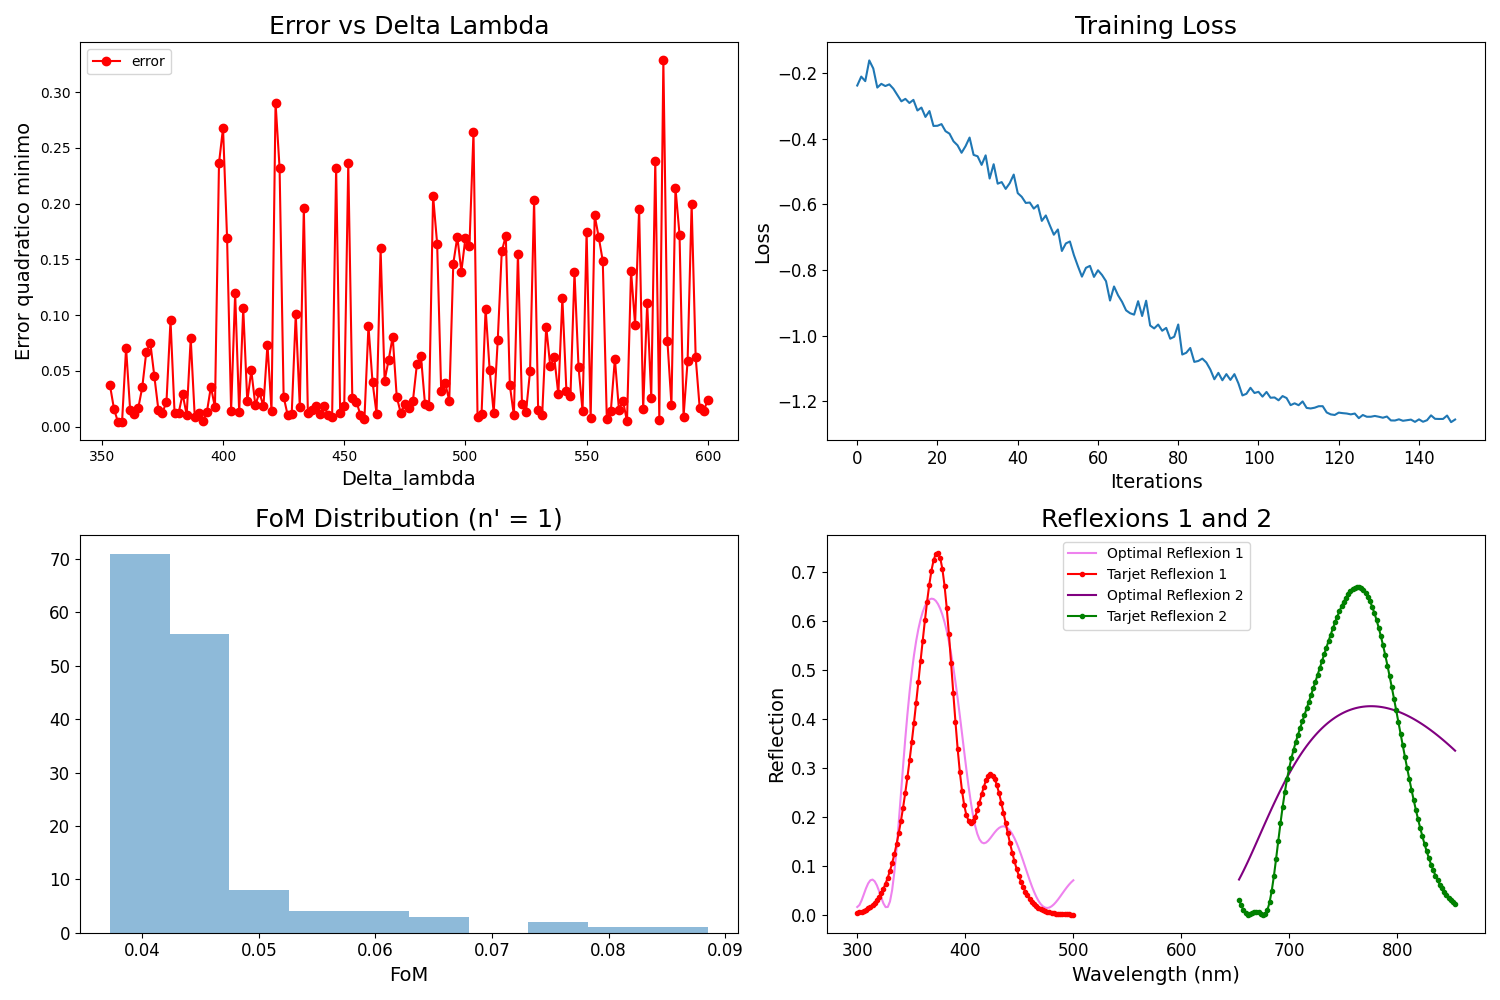 Error vs Delta Lambda
error
Error quadratico minimo
0.30
0.25
0.20
0.15
0.10
0.05
0.00
350 400 450 500 550 600
Delta_lambda
Training Loss
Loss
−0.2
−0.4
−0.6
−0.8
−1.0
−1.2
0 20 40 60 80 100 120 140
Iterations
FoM Distribution (n' = 1)
70
60
50
40
30
20
10
0
0.04 0.05 0.06 0.07 0.08 0.09
FoM
Reflexions 1 and 2
Optimal Reflexion 1
Tarjet Reflexion 1
Optimal Reflexion 2
Tarjet Reflexion 2
Reflection
0.7
0.6
0.5
0.4
0.3
0.2
0.1
0.0
300 400 500 600 700 800
Wavelength (nm)